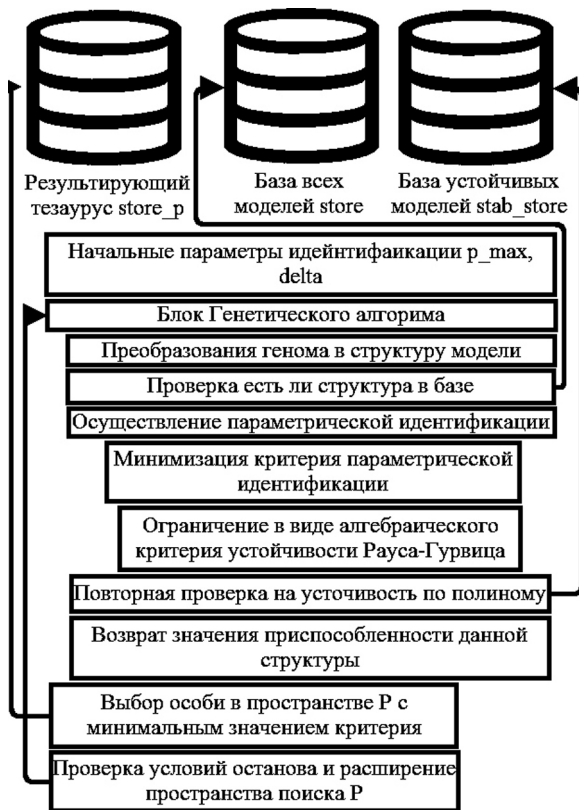 Результирующий
тезаурус store_p
База всех
моделей store
База устойчивых
моделей stab_store
Начальные параметры идейнтифаикации p_max,
delta
Блок Генетического алгорима
Преобразования генома в структуру модели
Проверка есть ли структура в базе
Осуществление параметрической идентификации
Минимизация критерия параметрической
идентификации
Ограничение в виде алгебраического
критерия устойчивости Рауса-Гурвица
Повторная проверка на усточивость по полиному
Возврат значения приспособленности данной
структуры
Выбор особи в пространстве P с
минимальным значением критерия
Проверка условий останова и расширение
пространства поиска P